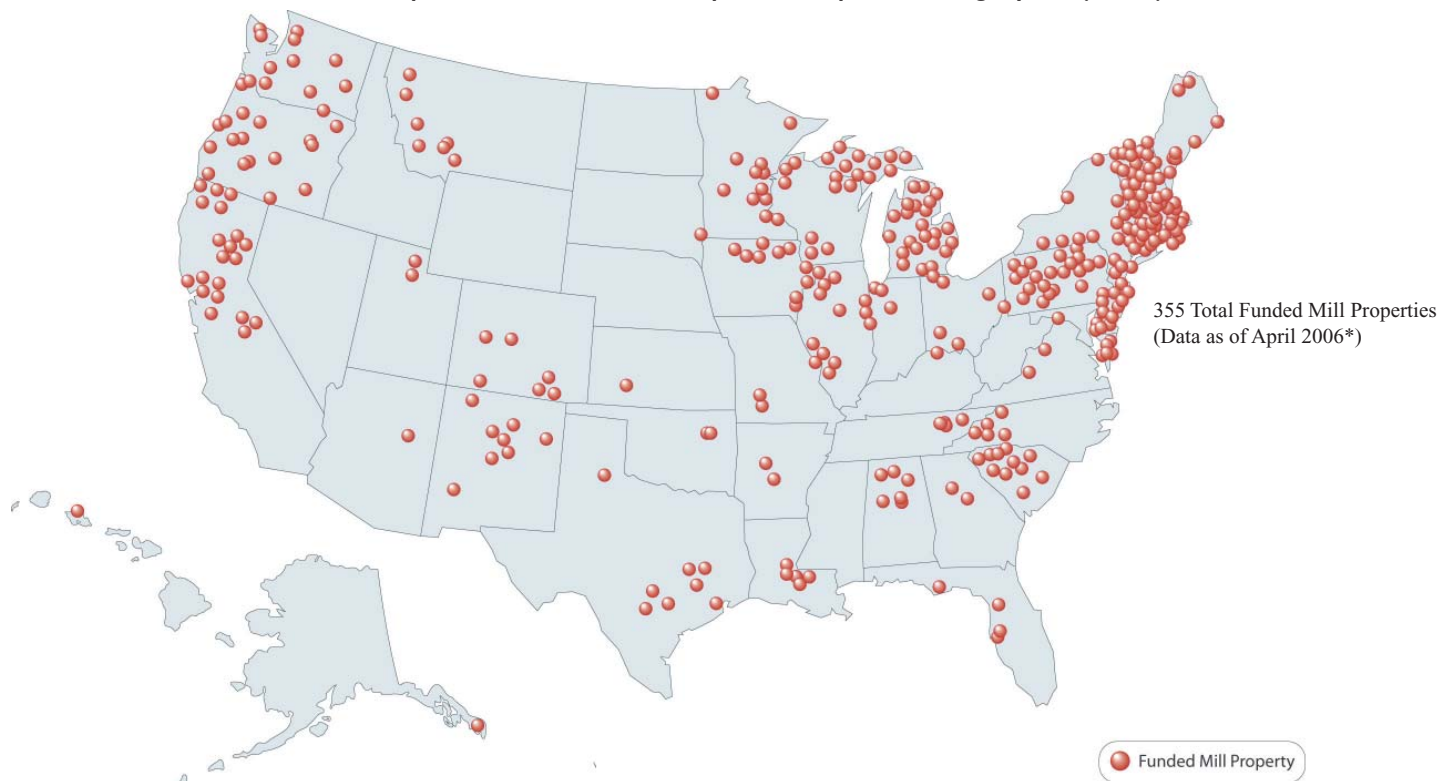 355 Total Funded Mill Properties
(Data as of April 2006*)
Funded Mill Property